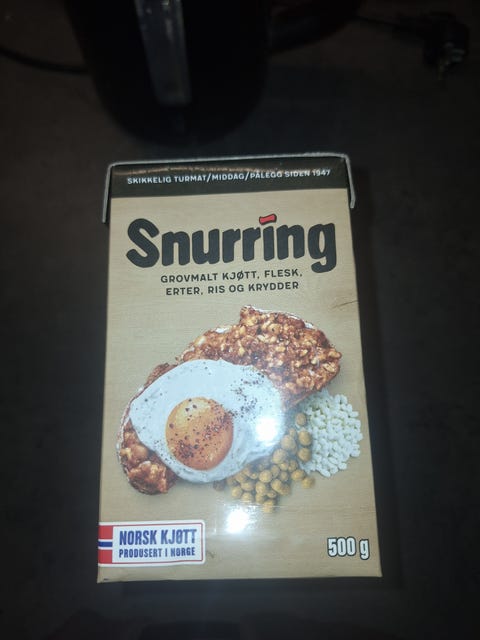 SKIKKELIG TURMAT/MIDDAG/PÅLEGG SIDEN 1947
Snurring
GROVMALT KJØTT, FLESK,
ERTER, RIS OG KRYDDER
NORSK KJØTT
PRODUSERT I NORGE
500 g